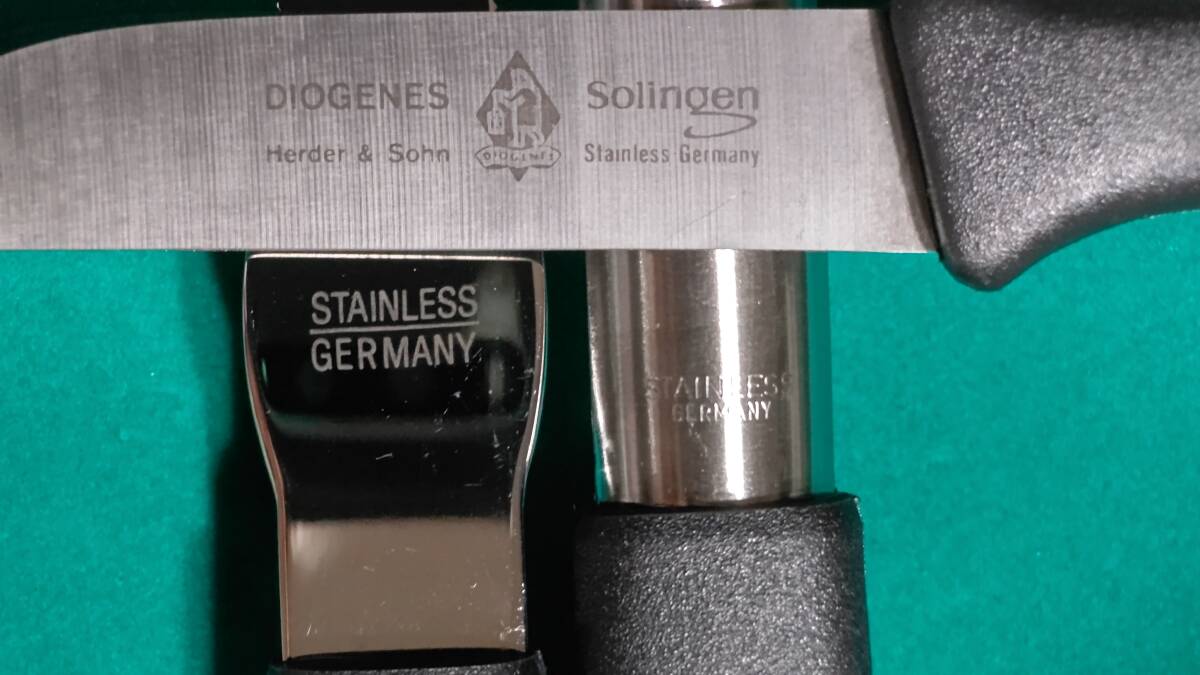 DIOGENES
Herder & Sohn
DIOGENES
Solingen
Stainless Germany
STAINLESS
GERMANY
STAINLESS
GERMANY